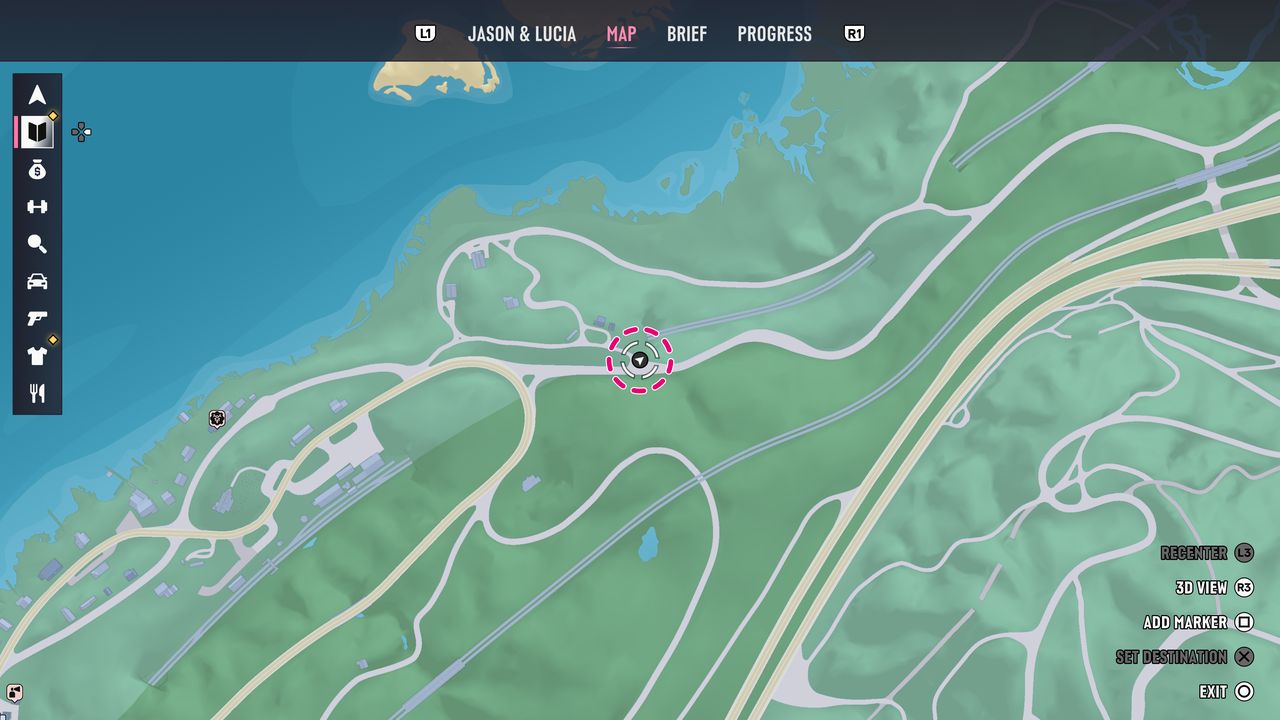 L1 JASON & LUCIA MAP BRIEF PROGRESS R1
$
RECENTER L3
3D VIEW R3
ADD MARKER
SET DESTINATION
EXIT